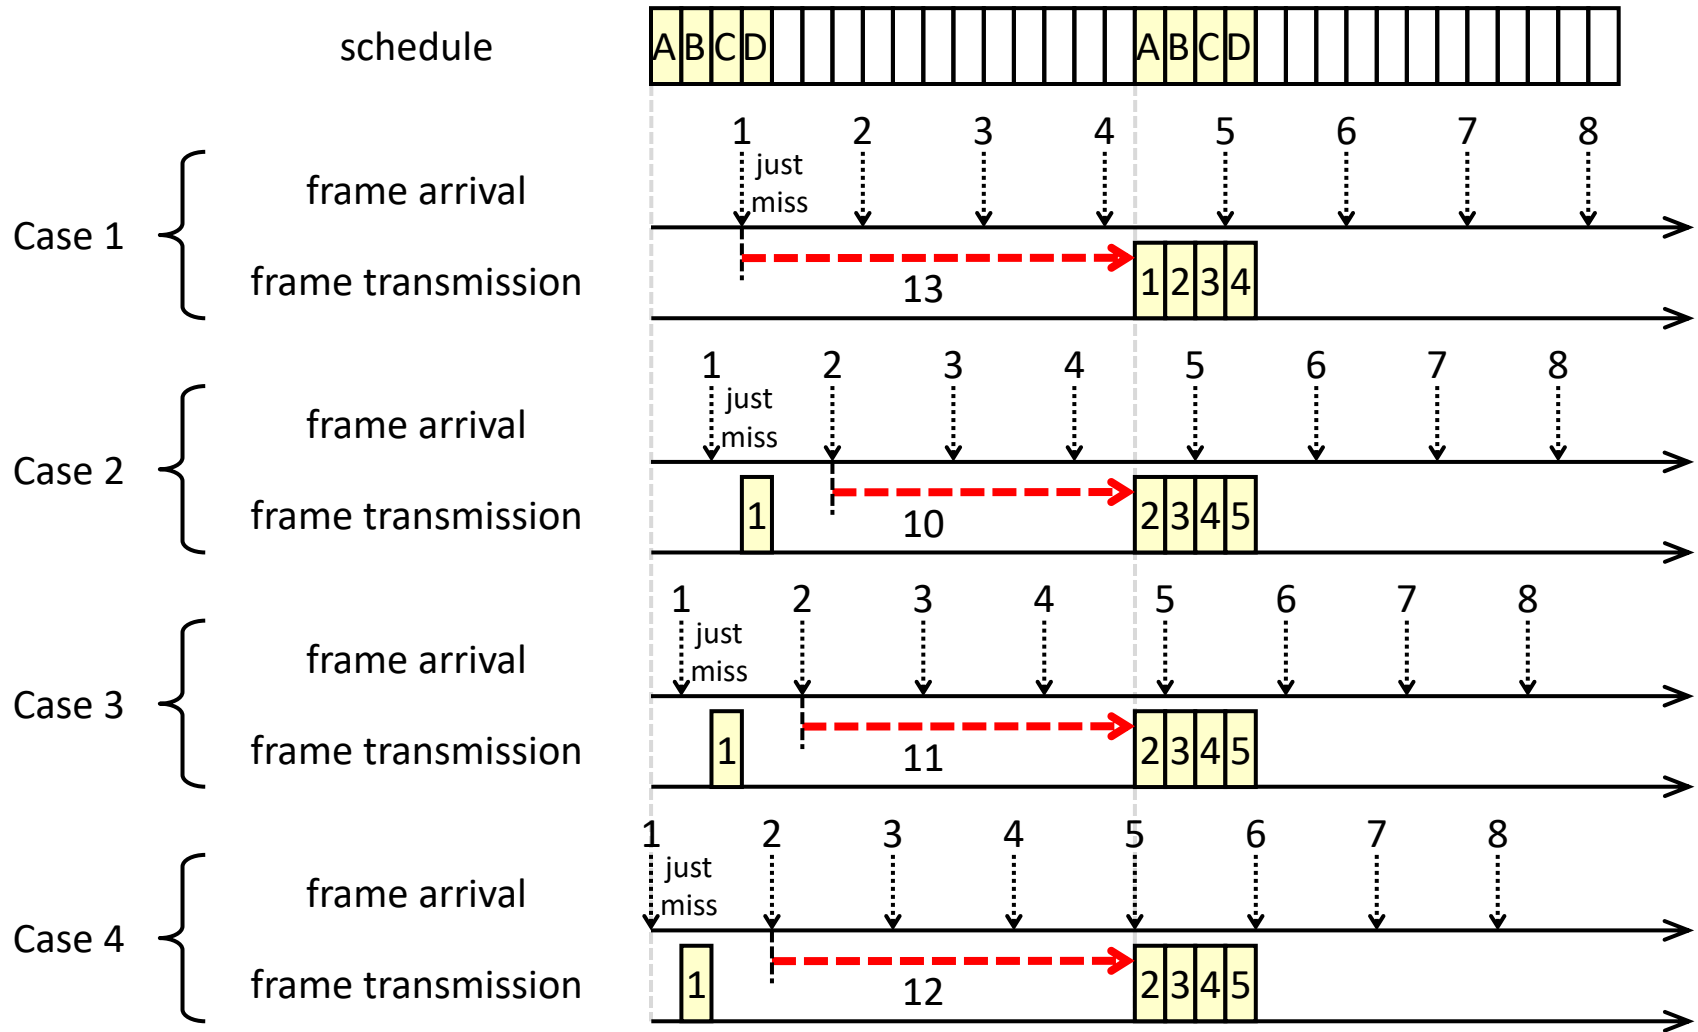 schedule A B C D A B C D
1 2 3 4 5 6 7 8
just
miss
frame arrival
Case 1
13
1 2 3 4
frame transmission
1 2 3 4 5 6 7 8
just
miss
frame arrival
Case 2
1 10 2 3 4 5
frame transmission
1 2 3 4 5 6 7 8
just
miss
frame arrival
Case 3
1 11 2 3 4 5
frame transmission
1 2 3 4 5 6 7 8
just
miss
frame arrival
Case 4
1 12 2 3 4 5
frame transmission